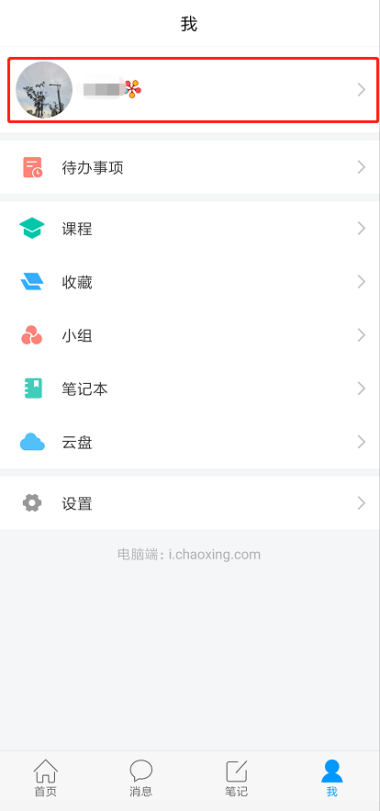 我
待办事项
课程
收藏
小组
笔记本
云盘
设置
电脑端：i.chaoxing.com
首页
消息
笔记
我